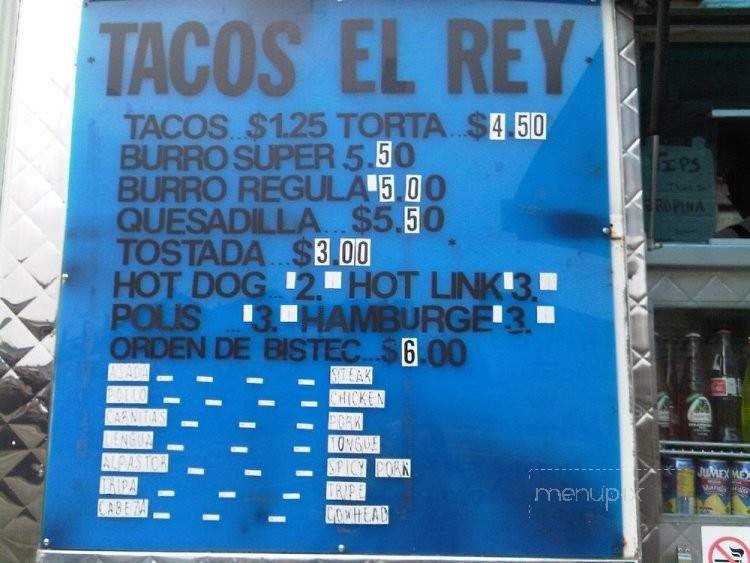 TACOS EL REY
TACOS $1.25 TORTA...$4.50
BURRO SUPER 5.50
BURRO REGULA 5.00
QUESADILLA... $5.50
TOSTADA ..$3.00
HOT DOG.. 2. HOT LINK 3.
POLIS ... 3. HAMBURGE 3.
ORDEN DE BISTEC...$6.00
ASADA - - - - STEAK
POLLO - - - CHICKEN
CARNITAS - - - PORK
LENGUA - - - TONGUE
ALPASTOR - - - SPICY PORK
TRIPA - - - TRIPE
CABEZA - - - COWHEAD
TIPS
PROPINA
JUMEX
menupix